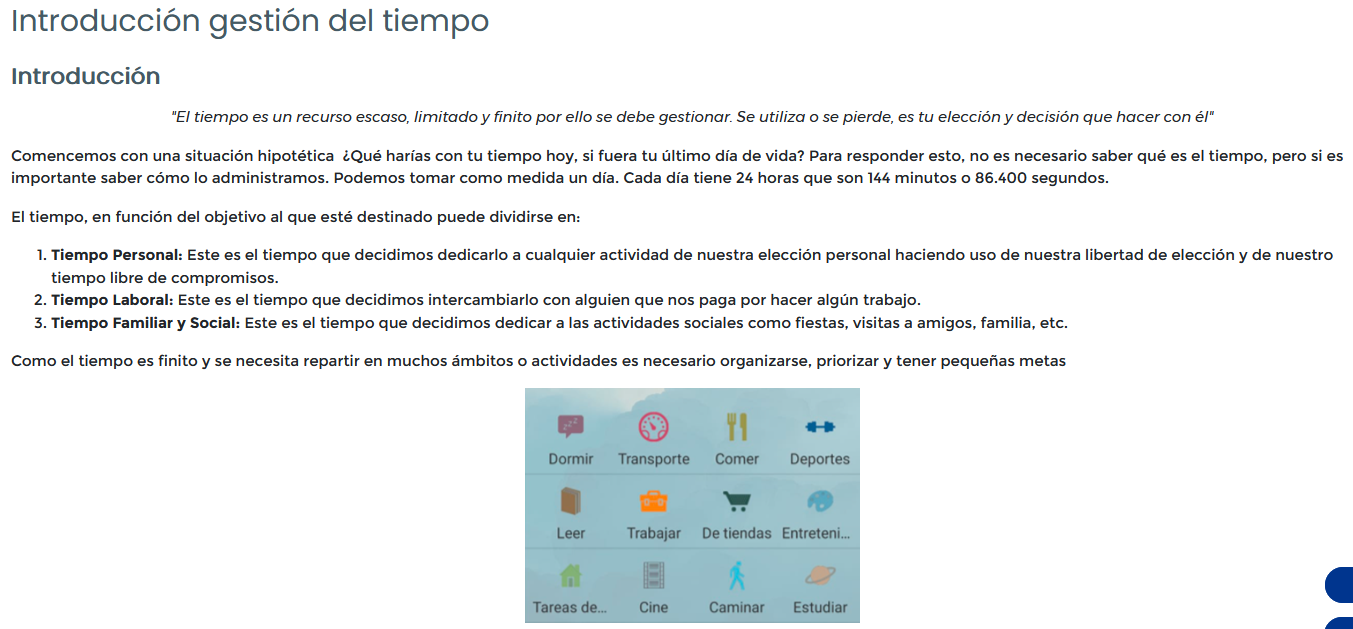 Introducción gestión del tiempo
Introducción
"El tiempo es un recurso escaso, limitado y finito por ello se debe gestionar. Se utiliza o se pierde, es tu elección y decisión que hacer con él"
Comencemos con una situación hipotética ¿Qué harías con tu tiempo hoy, si fuera tu último día de vida? Para responder esto, no es necesario saber qué es el tiempo, pero si es
importante saber cómo lo administramos. Podemos tomar como medida un día. Cada día tiene 24 horas que son 144 minutos o 86.400 segundos.
El tiempo, en función del objetivo al que esté destinado puede dividirse en:
1. Tiempo Personal: Este es el tiempo que decidimos dedicarlo a cualquier actividad de nuestra elección personal haciendo uso de nuestra libertad de elección y de nuestro
tiempo libre de compromisos.
2. Tiempo Laboral: Este es el tiempo que decidimos intercambiarlo con alguien que nos paga por hacer algún trabajo.
3. Tiempo Familiar y Social: Este es el tiempo que decidimos dedicar a las actividades sociales como fiestas, visitas a amigos, familia, etc.
Como el tiempo es finito y se necesita repartir en muchos ámbitos o actividades es necesario organizarse, priorizar y tener pequeñas metas
zzz
Dormir Transporte Comer Deportes
Leer Trabajar De tiendas Entreteni...
Tareas de... Cine Caminar Estudiar